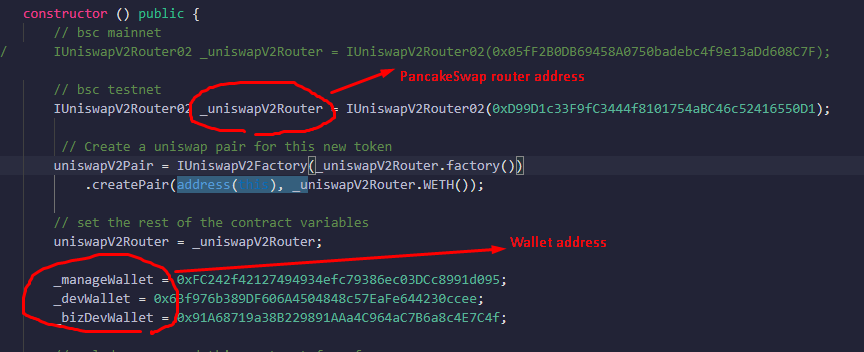 constructor () public {
// bsc mainnet
/ IUniswapV2Router02 _uniswapV2Router = IUniswapV2Router02(0x05fF2B0DB69458A0750badebc4f9e13aDd608C7F);
PancakeSwap router address
// bsc testnet
IUniswapV2Router02 _uniswapV2Router = IUniswapV2Router02(0xD99D1c33F9fC3444f8101754aBC46c52416550D1);
// Create a uniswap pair for this new token
uniswapV2Pair = IUniswapV2Factory(_uniswapV2Router.factory())
.createPair(address(this), _uniswapV2Router.WETH());
// set the rest of the contract variables
uniswapV2Router = _uniswapV2Router;
Wallet address
_manageWallet = 0xFC242f42127494934efc79386ec03DCc8991d095;
_devWallet = 0x6Bf976b389DF606A4504848c57EaFe644230ccee;
_bizDevWallet = 0x91A68719a38B229891AAa4C964aC7B6a8c4E7C4f;